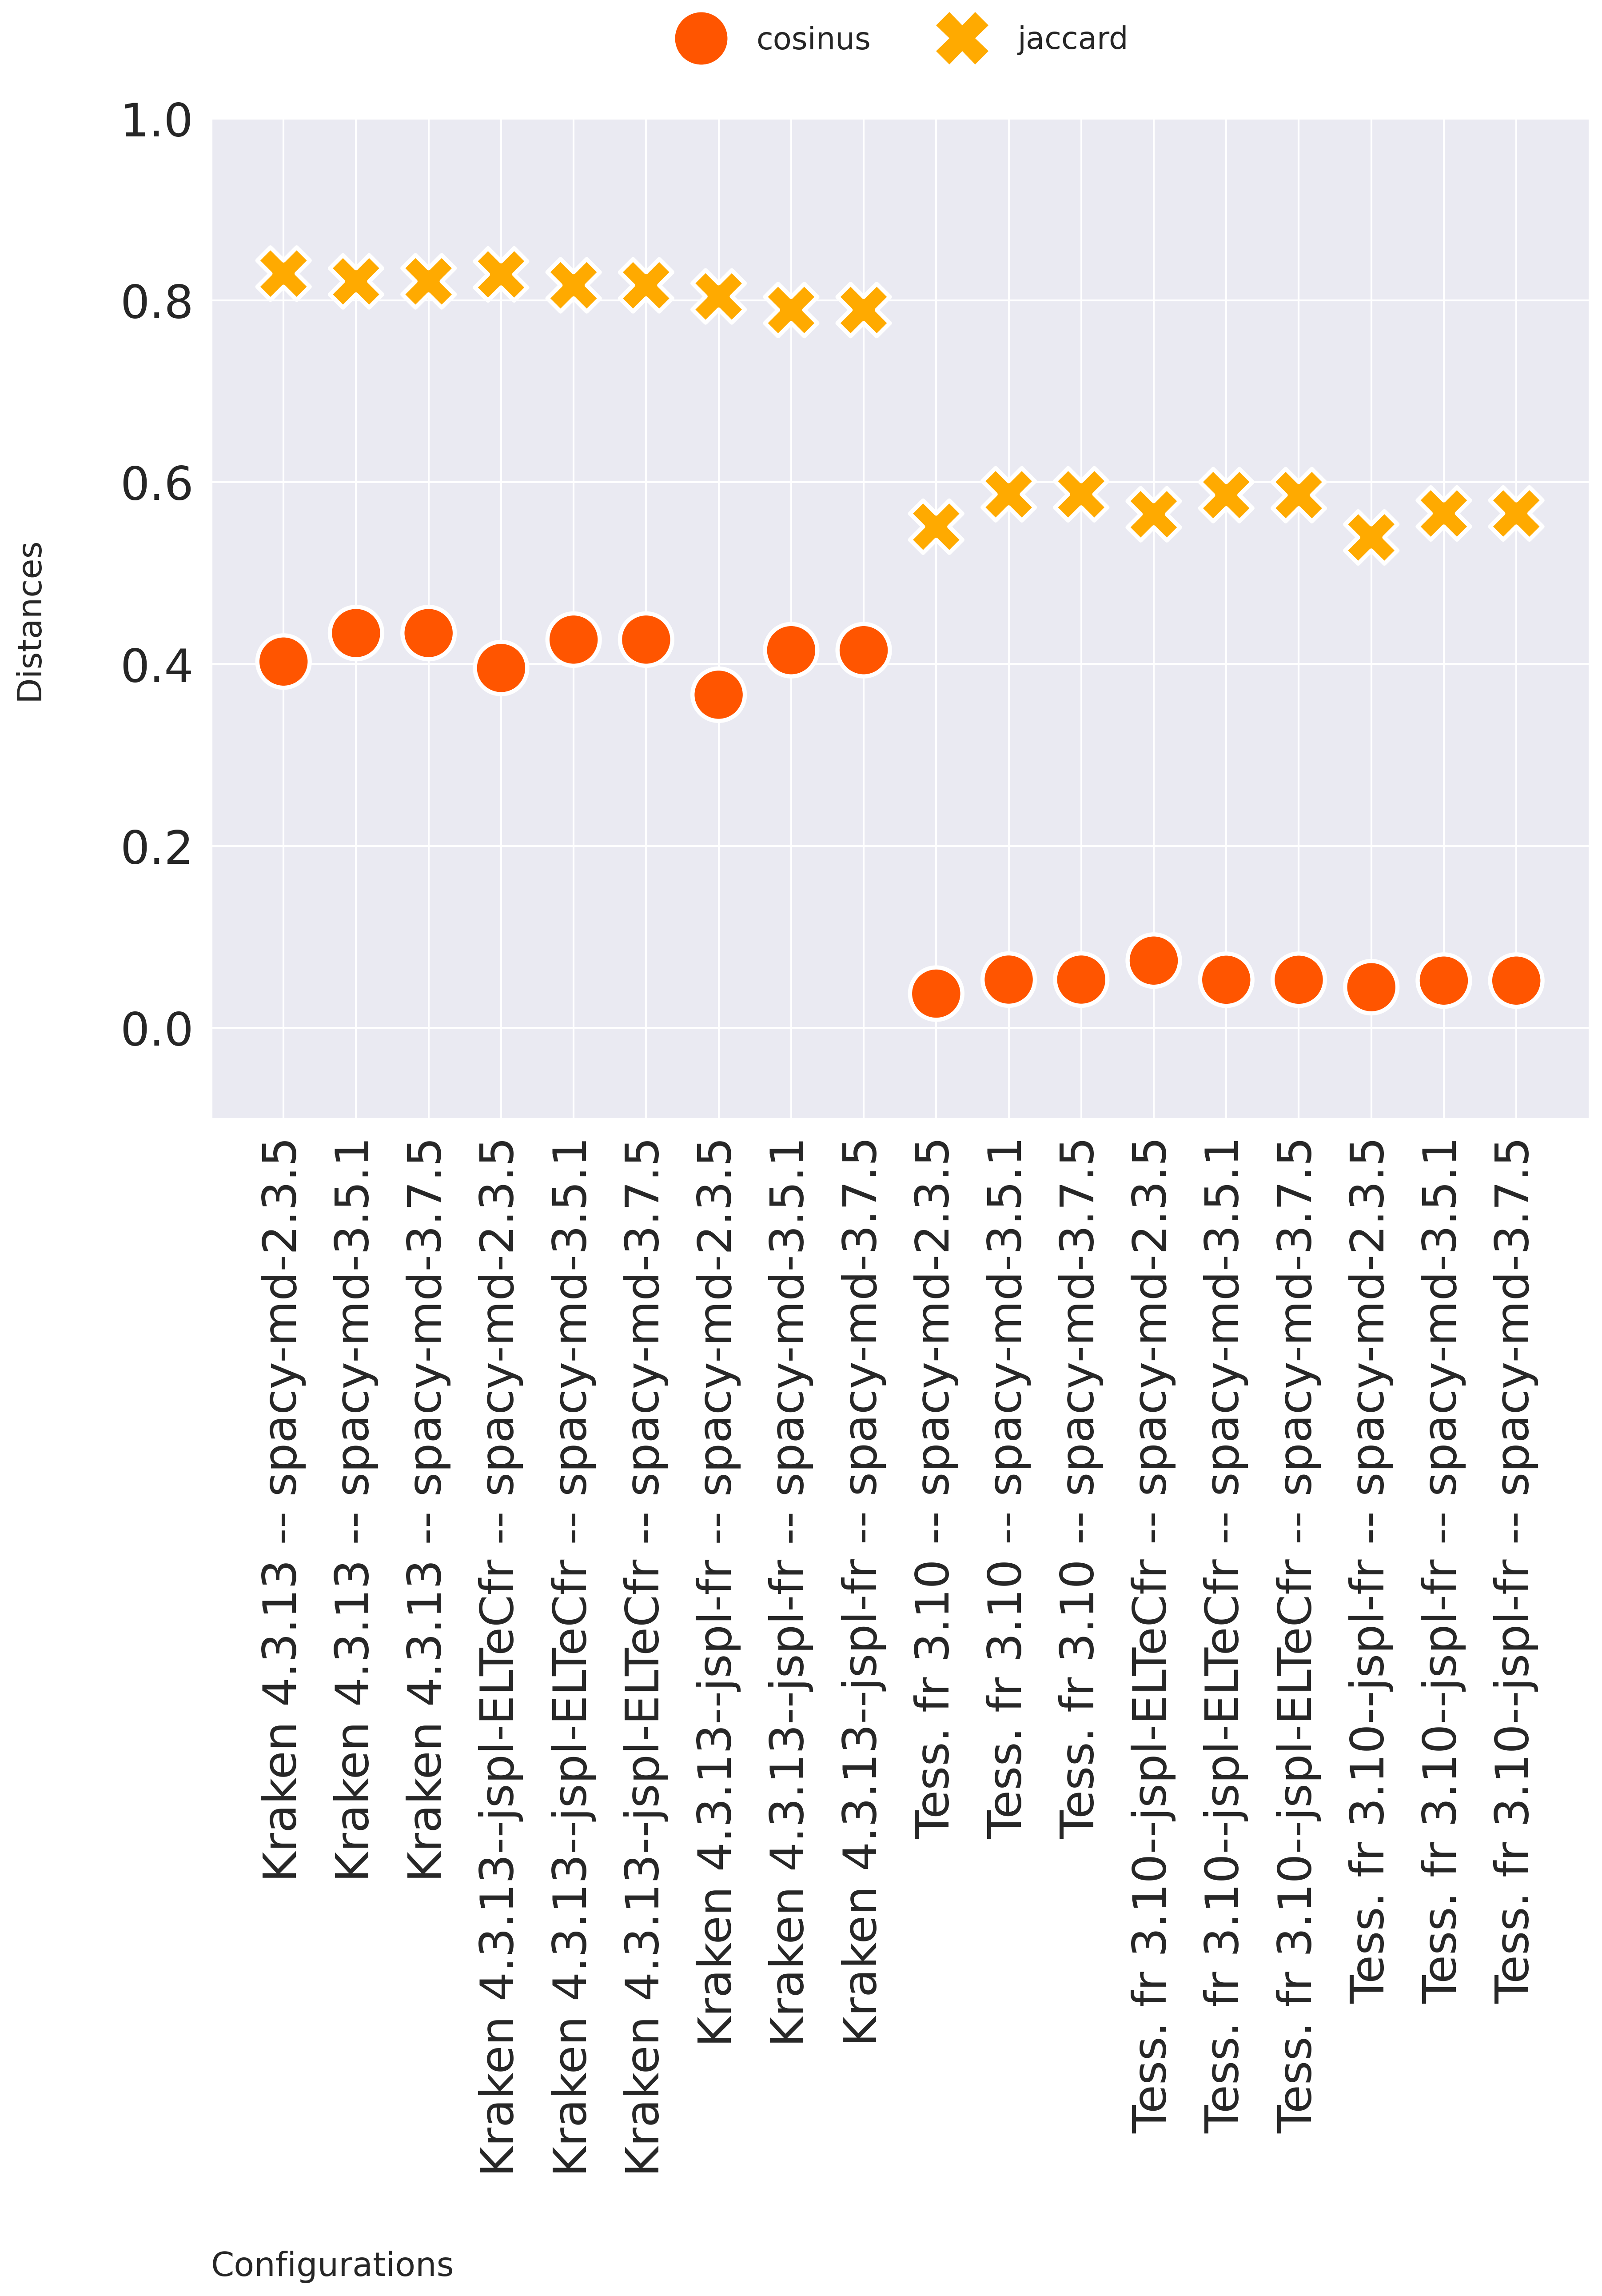 cosinus
jaccard
1.0
0.8
0.6
0.4
0.2
0.0
Distances
Kraken 4.3.13 -- spacy-md-2.3.5
Kraken 4.3.13 -- spacy-md-3.5.1
Kraken 4.3.13 -- spacy-md-3.7.5
Kraken 4.3.13--jspl-ELTeCfr -- spacy-md-2.3.5
Kraken 4.3.13--jspl-ELTeCfr -- spacy-md-3.5.1
Kraken 4.3.13--jspl-ELTeCfr -- spacy-md-3.7.5
Kraken 4.3.13--jspl-fr -- spacy-md-2.3.5
Kraken 4.3.13--jspl-fr -- spacy-md-3.5.1
Kraken 4.3.13--jspl-fr -- spacy-md-3.7.5
Tess. fr 3.10 -- spacy-md-2.3.5
Tess. fr 3.10 -- spacy-md-3.5.1
Tess. fr 3.10 -- spacy-md-3.7.5
Tess. fr 3.10--jspl-ELTeCfr -- spacy-md-2.3.5
Tess. fr 3.10--jspl-ELTeCfr -- spacy-md-3.5.1
Tess. fr 3.10--jspl-ELTeCfr -- spacy-md-3.7.5
Tess. fr 3.10--jspl-fr -- spacy-md-2.3.5
Tess. fr 3.10--jspl-fr -- spacy-md-3.5.1
Tess. fr 3.10--jspl-fr -- spacy-md-3.7.5
Configurations